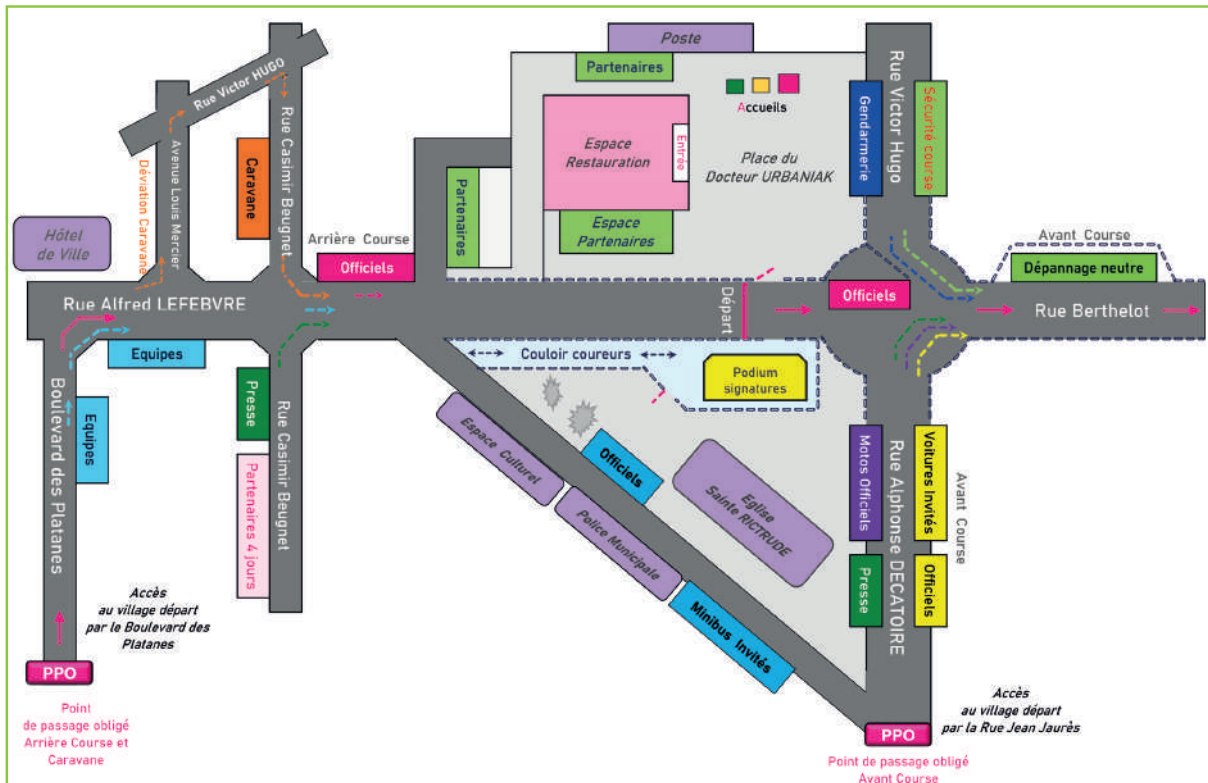 Poste
Partenaires
Accueils
Espace
Restauration
Entrée
Place du
Docteur URBANIAK
Espace
Partenaires
Partenaires
Rue Victor HUGO
Avenue Louis Mercier
Déviation Caravane
Rue Casimir Beugnet
Caravane
Hôtel
de Ville
Arrière Course
Officiels
Rue Alfred LEFEBVRE
Gendarmerie
Rue Victor Hugo
Sécurité course
Avant Course
Dépannage neutre
Rue Berthelot
Officiels
Départ
Equipes
Equipes
Boulevard des Platanes
Presse
Partenaires 4 jours
Rue Casimir Beugnet
Couloir coureurs
Podium
signatures
Espace Culturel
Officiels
Police Municipale
Eglise
Sainte RICTRUDE
Minibus Invités
Motos Officiels
Presse
Rue Alphonse DECATOIRE
Voitures Invités
Officiels
Avant Course
Accès
au village départ
par le Boulevard des
Platanes
PPO
Point
de passage obligé
Arrière Course et
Caravane
Accès
au village départ
par la Rue Jean Jaurès
PPO
Point de passage obligé
Avant Course